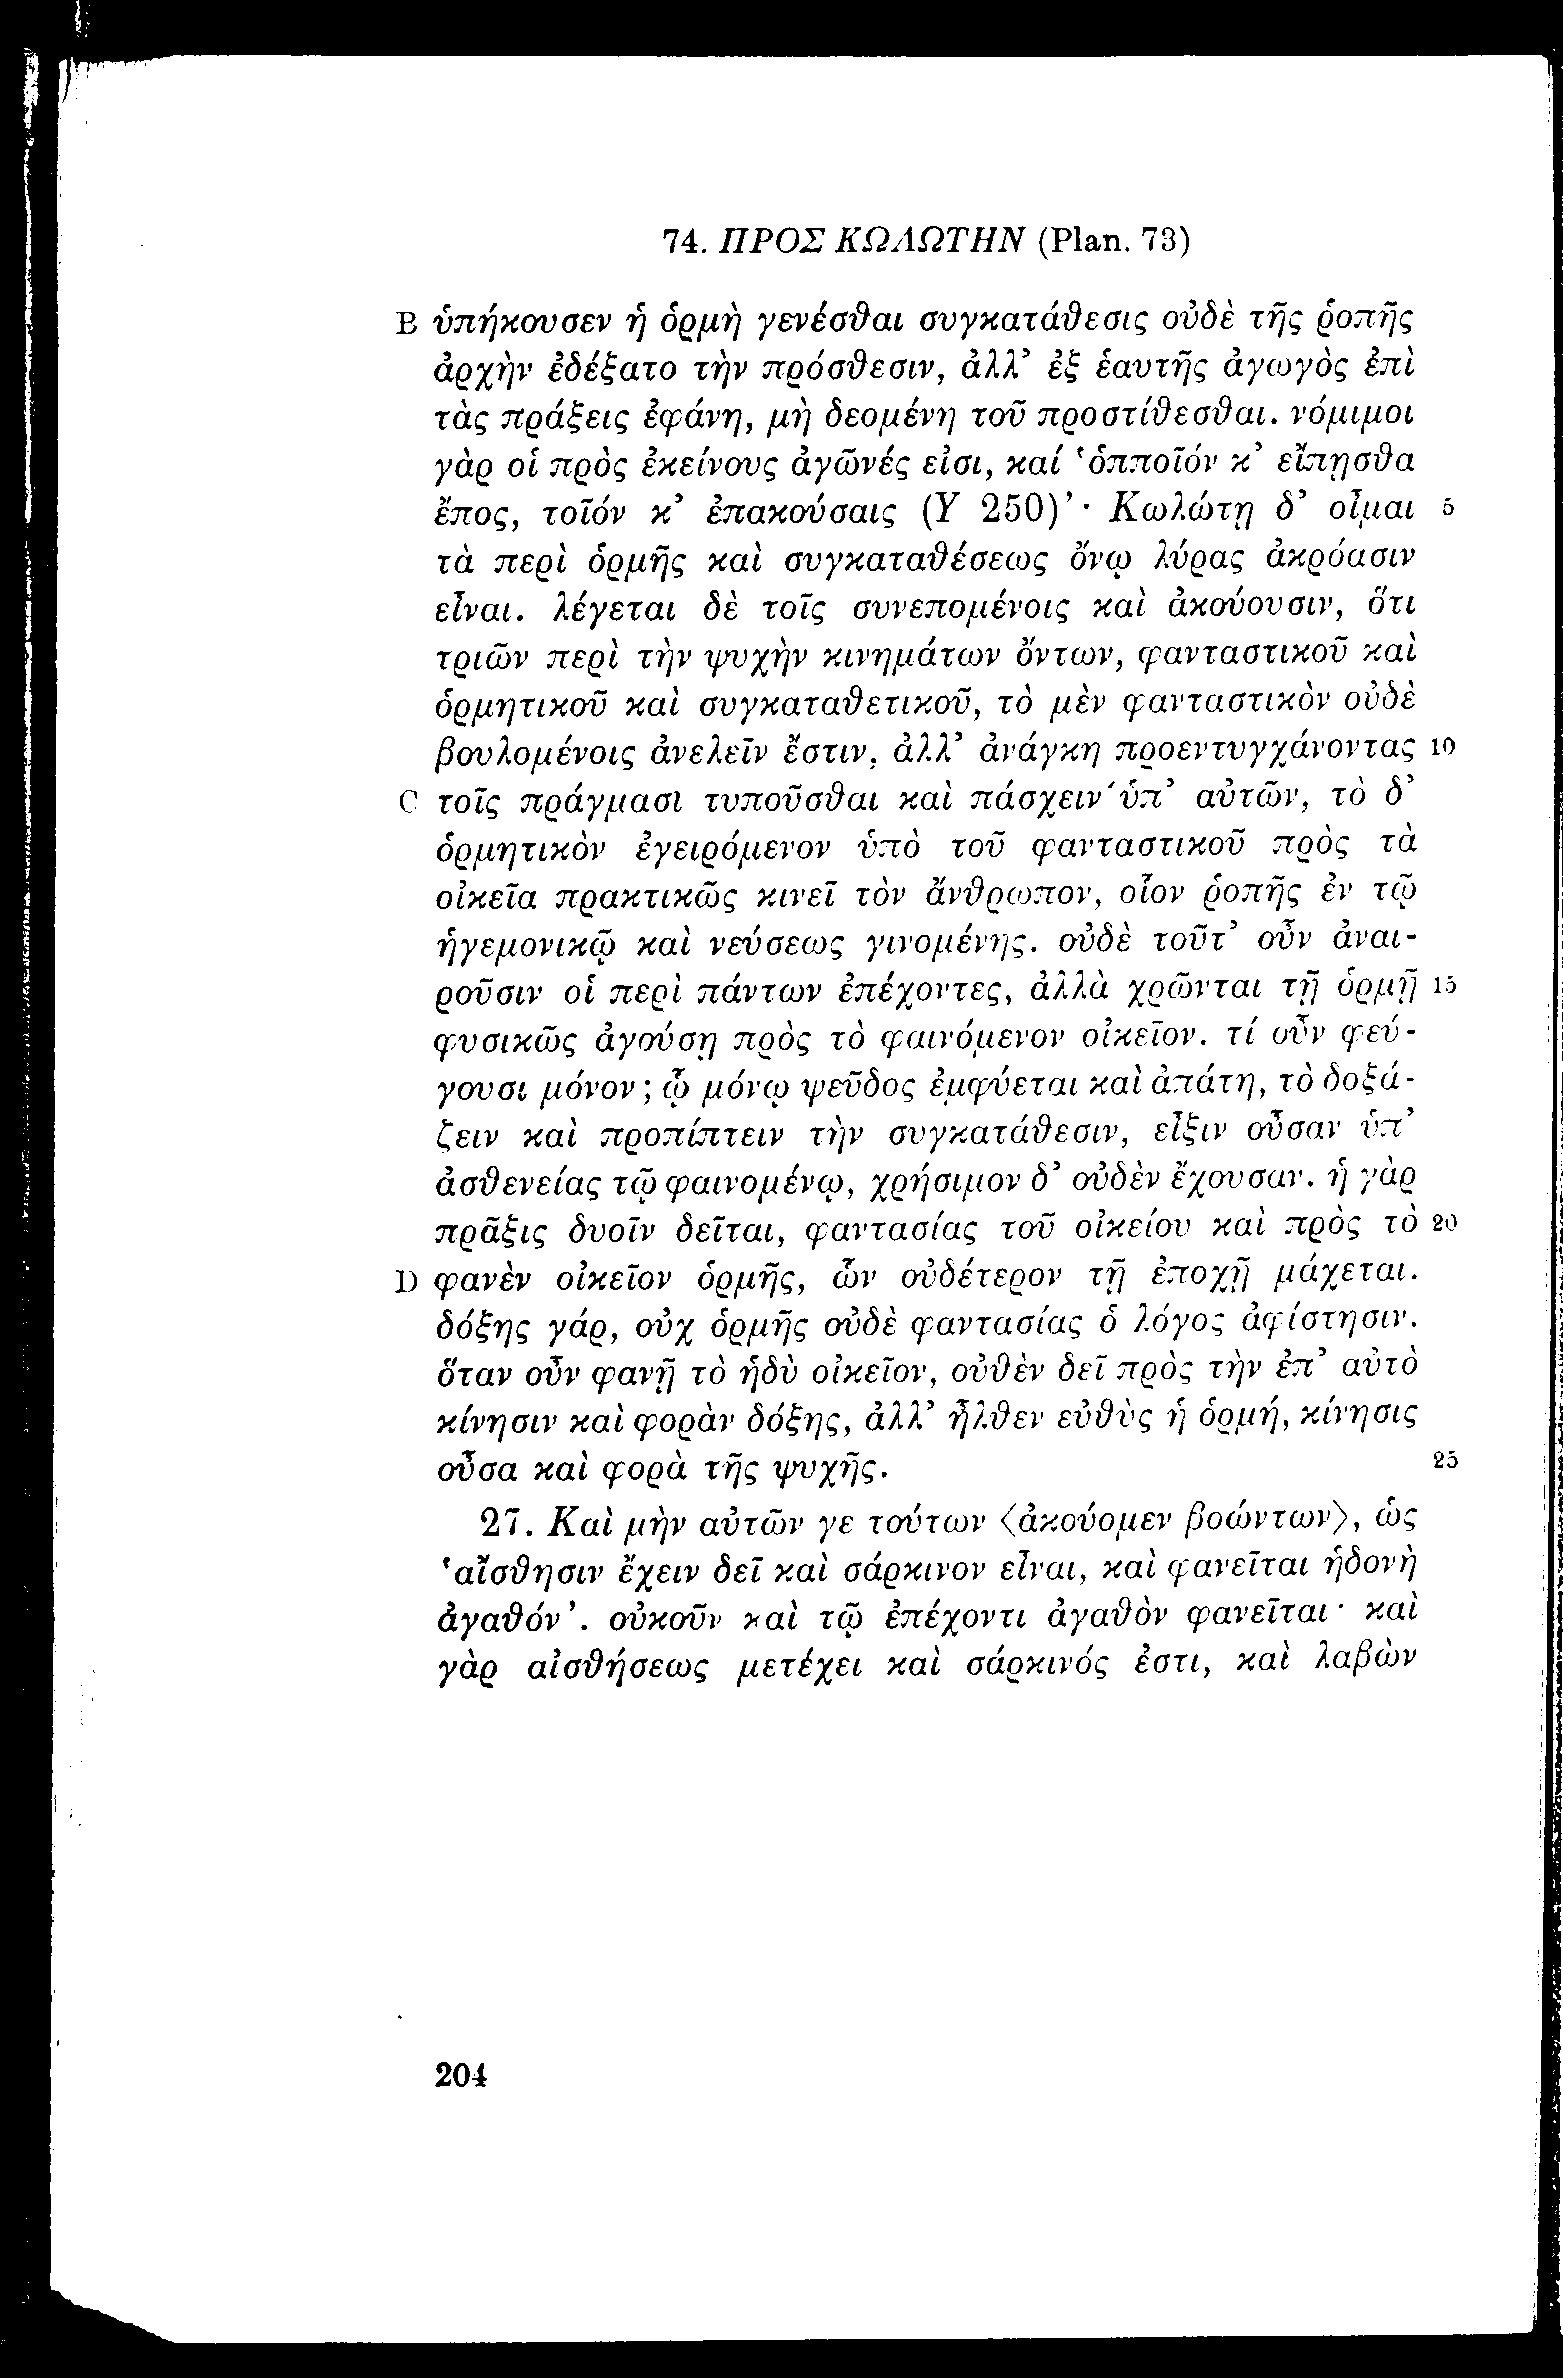 74. ΠΡΟΣ ΚΩΛΩΤΗΝ (Plan. 73)
B ὑπήκουσεν ἡ ὁρμὴ γενέσθαι συγκατάθεσις οὐδὲ τῆς ῥοπῆς
ἀρχὴν ἐδέξατο τὴν πρόσθεσιν, ἀλλ’ ἐξ ἑαυτῆς ἀγωγὸς ἐπὶ
τὰς πράξεις ἐφάνη, μὴ δεομένη τοῦ προστίθεσθαι. νόμιμοι
γὰρ οἱ πρὸς ἐκείνους ἀγῶνές εἰσι, καί ‘ὁπποῖόν κ’ εἴπῃσθα
ἔπος, τοῖόν κ’ ἐπακούσαις (Υ 250)’· Κωλώτῃ δ’ οἶμαι 5
τὰ περὶ ὁρμῆς καὶ συγκαταθέσεως ὄνῳ λύρας ἀκρόασιν
εἶναι. λέγεται δὲ τοῖς συνεπομένοις καὶ ἀκούουσιν, ὅτι
τριῶν περὶ τὴν ψυχὴν κινημάτων ὄντων, φανταστικοῦ καὶ
ὁρμητικοῦ καὶ συγκαταθετικοῦ, τὸ μὲν φανταστικὸν οὐδὲ
βουλομένοις ἀνελεῖν ἔστιν, ἀλλ’ ἀνάγκη προεντυγχάνοντας 10
C τοῖς πράγμασι τυποῦσθαι καὶ πάσχειν ὑπ’ αὐτῶν, τὸ δ’
ὁρμητικὸν ἐγειρόμενον ὑπὸ τοῦ φανταστικοῦ πρὸς τὰ
οἰκεῖα πρακτικῶς κινεῖ τὸν ἄνθρωπον, οἷον ῥοπῆς ἐν τῷ
ἡγεμονικῷ καὶ νεύσεως γινομένης. οὐδὲ τοῦτ’ οὖν ἀναι-
ροῦσιν οἱ περὶ πάντων ἐπέχοντες, ἀλλὰ χρῶνται τῇ ὁρμῇ 15
φυσικῶς ἀγούσῃ πρὸς τὸ φαινόμενον οἰκεῖον. τί οὖν φεύ-
γουσι μόνον; ᾧ μόνῳ ψεῦδος ἐμφύεται καὶ ἀπάτη, τὸ δοξά-
ζειν καὶ προπίπτειν τὴν συγκατάθεσιν, εἶξιν οὖσαν ὑπ’
ἀσθενείας τῷ φαινομένῳ, χρήσιμον δ’ οὐδὲν ἔχουσαν. ἡ γὰρ
πρᾶξις δυοῖν δεῖται, φαντασίας τοῦ οἰκείου καὶ πρὸς τὸ 20
D φανὲν οἰκεῖον ὁρμῆς, ὧν οὐδέτερον τῇ ἐποχῇ μάχεται.
δόξης γάρ, οὐχ ὁρμῆς οὐδὲ φαντασίας ὁ λόγος ἀφίστησιν.
ὅταν οὖν φανῇ τὸ ἡδὺ οἰκεῖον, οὐθὲν δεῖ πρὸς τὴν ἐπ’ αὐτὸ
κίνησιν καὶ φορὰν δόξης, ἀλλ’ ἦλθεν εὐθὺς ἡ ὁρμή, κίνησις
οὖσα καὶ φορὰ τῆς ψυχῆς. 25
27. Καὶ μὴν αὐτῶν γε τούτων ⟨ἀκούομεν βοώντων⟩, ὡς
‘αἴσθησιν ἔχειν δεῖ καὶ σάρκινον εἶναι, καὶ φανεῖται ἡδονὴ
ἀγαθόν’. οὐκοῦν καὶ τῷ ἐπέχοντι ἀγαθὸν φανεῖται· καὶ
γὰρ αἰσθήσεως μετέχει καὶ σάρκινός ἐστι, καὶ λαβὼν
204